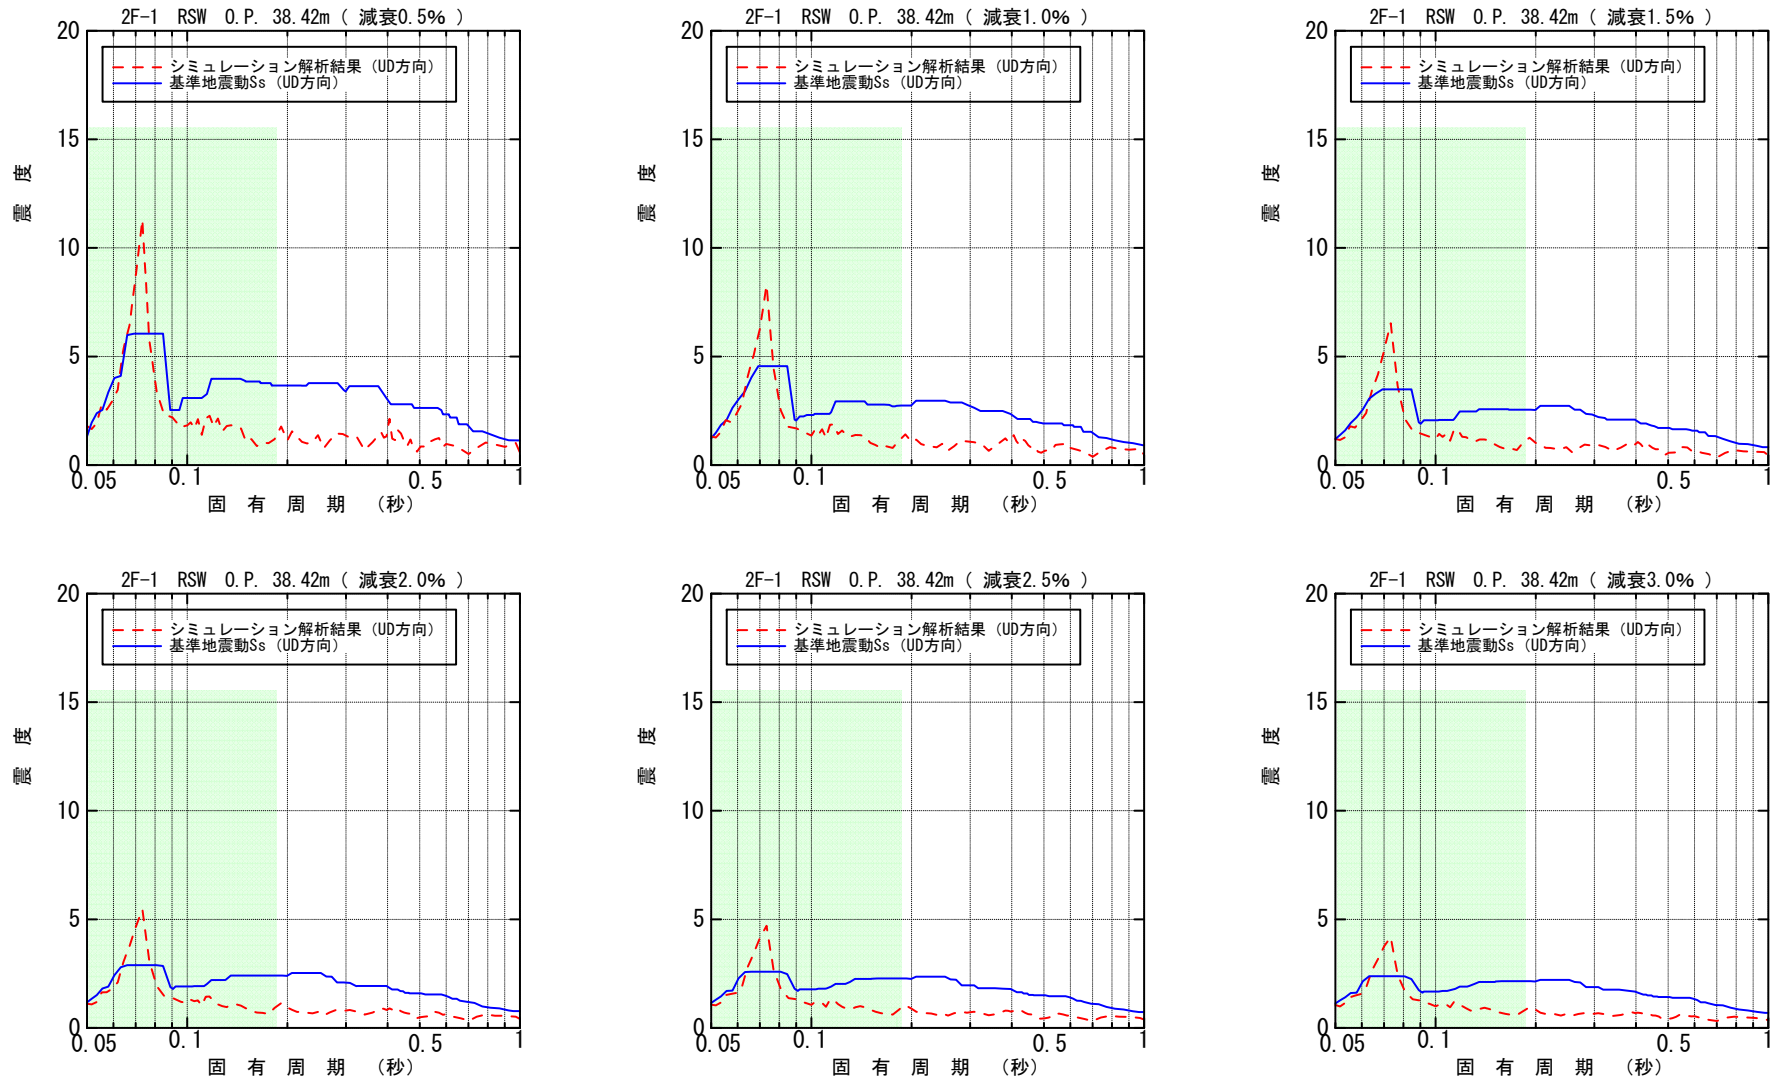 2F-1 RSW O.P. 38.42m ( 減衰0.5% )
20
15
10
5
0
シミュレーション解析結果 (UD方向)
基準地震動Ss (UD方向)
震 度
0.05
0.1
0.5
1
固 有 周 期 (秒)
2F-1 RSW O.P. 38.42m ( 減衰1.0% )
20
15
10
5
0
シミュレーション解析結果 (UD方向)
基準地震動Ss (UD方向)
震 度
0.05
0.1
0.5
1
固 有 周 期 (秒)
2F-1 RSW O.P. 38.42m ( 減衰1.5% )
20
15
10
5
0
シミュレーション解析結果 (UD方向)
基準地震動Ss (UD方向)
震 度
0.05
0.1
0.5
1
固 有 周 期 (秒)
2F-1 RSW O.P. 38.42m ( 減衰2.0% )
20
15
10
5
0
シミュレーション解析結果 (UD方向)
基準地震動Ss (UD方向)
震 度
0.05
0.1
0.5
1
固 有 周 期 (秒)
2F-1 RSW O.P. 38.42m ( 減衰2.5% )
20
15
10
5
0
シミュレーション解析結果 (UD方向)
基準地震動Ss (UD方向)
震 度
0.05
0.1
0.5
1
固 有 周 期 (秒)
2F-1 RSW O.P. 38.42m ( 減衰3.0% )
20
15
10
5
0
シミュレーション解析結果 (UD方向)
基準地震動Ss (UD方向)
震 度
0.05
0.1
0.5
1
固 有 周 期 (秒)